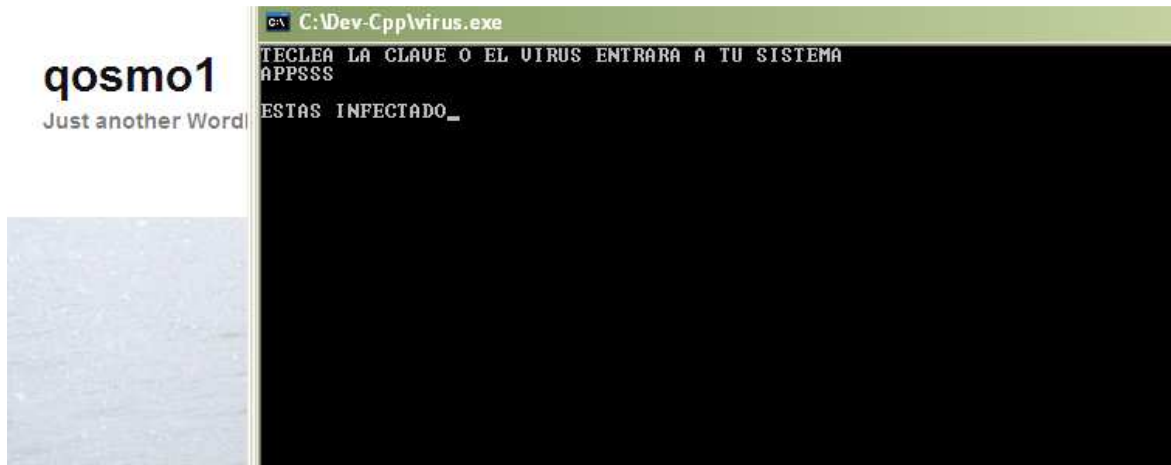 C:\Dev-Cpp\virus.exe
qosmo1
Just another Word
TECLEA LA CLAVE O EL VIRUS ENTRARA A TU SISTEMA
APPSSS
ESTAS INFECTADO_